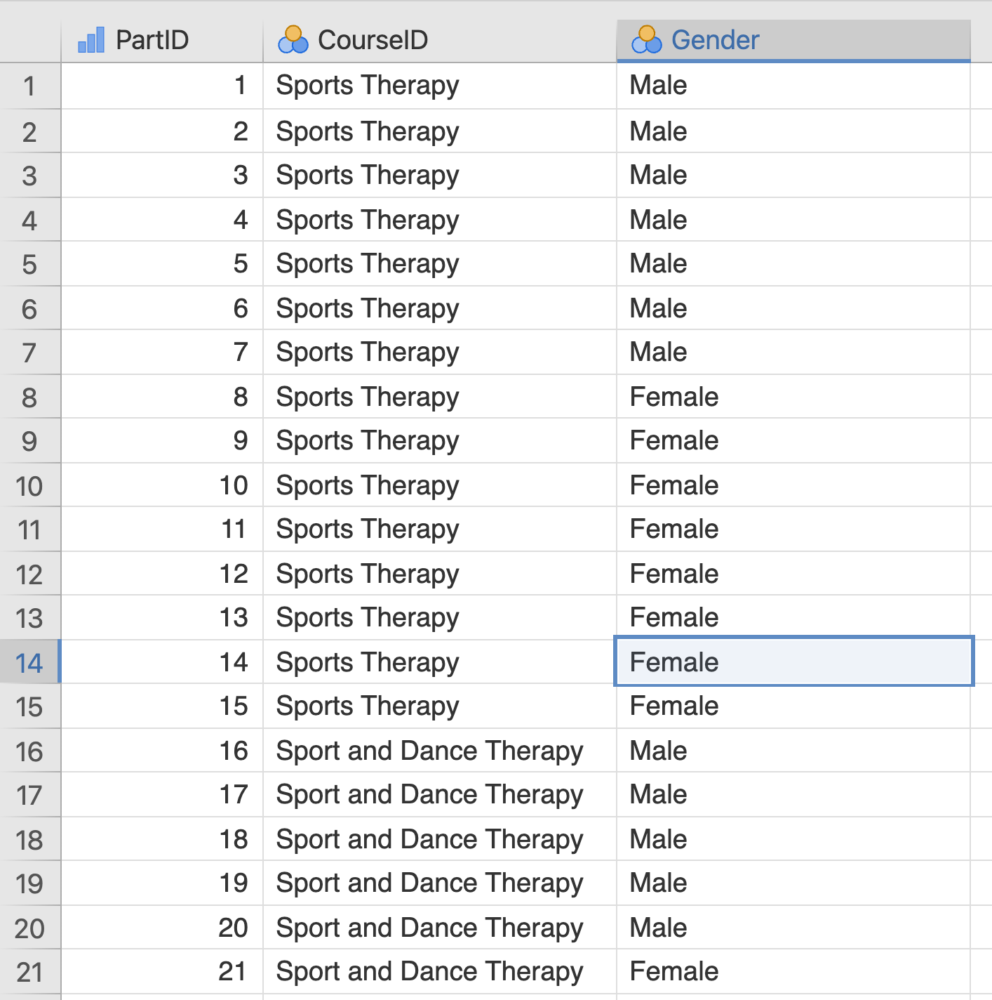 PartID CourseID Gender
1 1 Sports Therapy Male
2 2 Sports Therapy Male
3 3 Sports Therapy Male
4 4 Sports Therapy Male
5 5 Sports Therapy Male
6 6 Sports Therapy Male
7 7 Sports Therapy Male
8 8 Sports Therapy Female
9 9 Sports Therapy Female
10 10 Sports Therapy Female
11 11 Sports Therapy Female
12 12 Sports Therapy Female
13 13 Sports Therapy Female
14 14 Sports Therapy Female
15 15 Sports Therapy Female
16 16 Sport and Dance Therapy Male
17 17 Sport and Dance Therapy Male
18 18 Sport and Dance Therapy Male
19 19 Sport and Dance Therapy Male
20 20 Sport and Dance Therapy Male
21 21 Sport and Dance Therapy Female